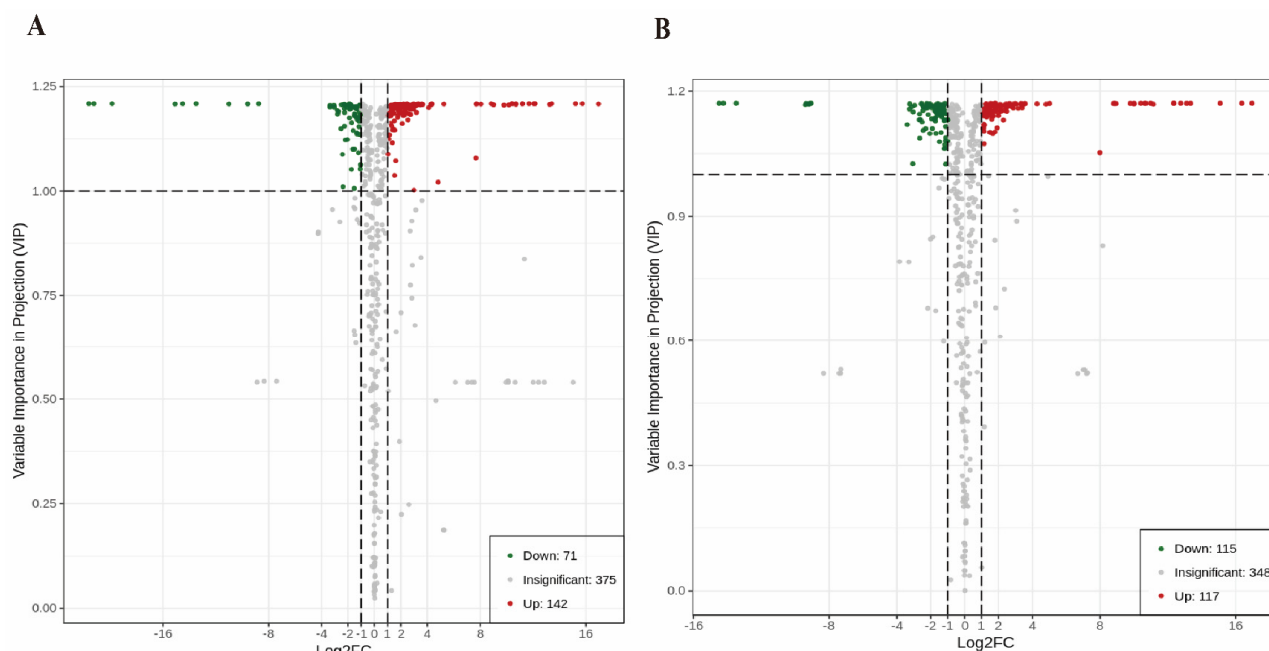 A
Variable Importance in Projection (VIP)
1.25
1.00
0.75
0.50
0.25
0.00
-16 -8 -4 -2 -1 0 1 2 4 8 16
Log2FC
Down: 71
Insignificant: 375
Up: 142
B
Variable Importance in Projection (VIP)
1.2
0.9
0.6
0.3
0.0
-16 -8 -4 -2 -1 0 1 2 4 8 16
Log2FC
Down: 115
Insignificant: 348
Up: 117